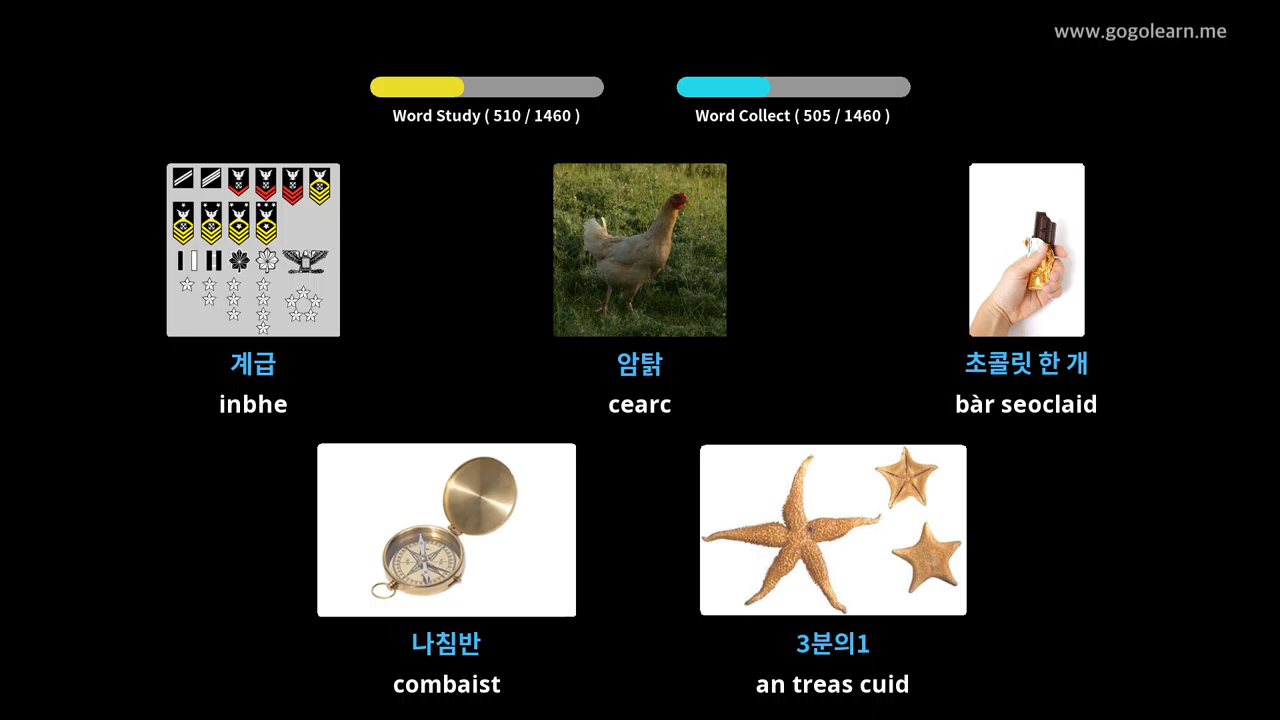 www.gogolearn.me
Word Study ( 510 / 1460 )
Word Collect ( 505 / 1460 )
계급
inbhe
암탉
cearc
초콜릿 한 개
bàr seoclaid
나침반
combaist
3분의1
an treas cuid